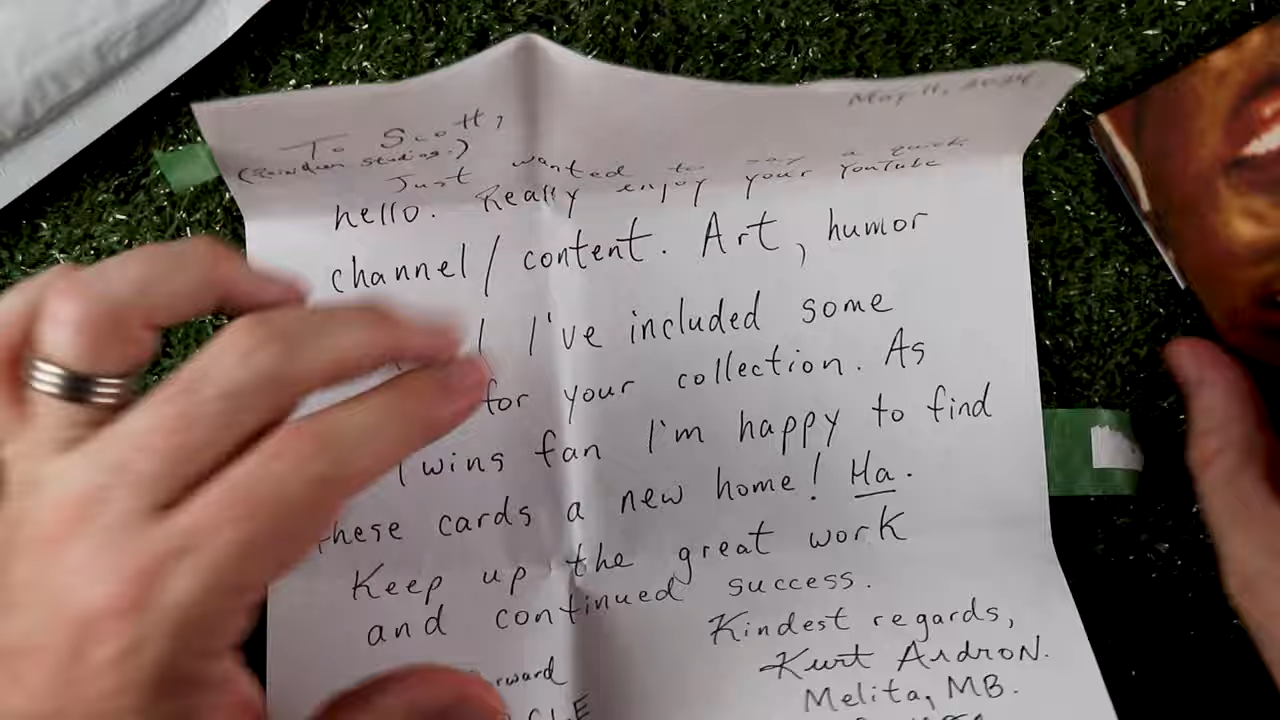 May 11, 2024
To Scott,
studios.)
Just wanted to say a quick
hello. Really enjoy your YouTube
channel/content. Art, humor
I've included some
for your collection. As
Twins fan I'm happy to find
these cards a new home! Ha.
Keep up the great work
and continued success.
Kindest regards,
Kurt Ardron.
Melita, MB.